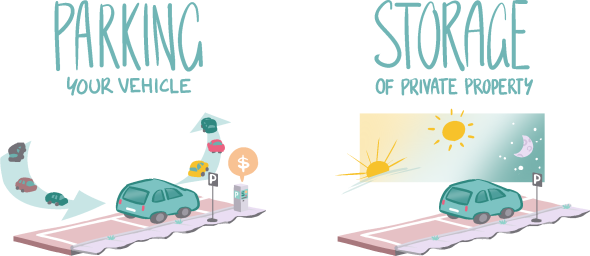 PARKING
YOUR VEHICLE
$
P
STORAGE
OF PRIVATE PROPERTY
P